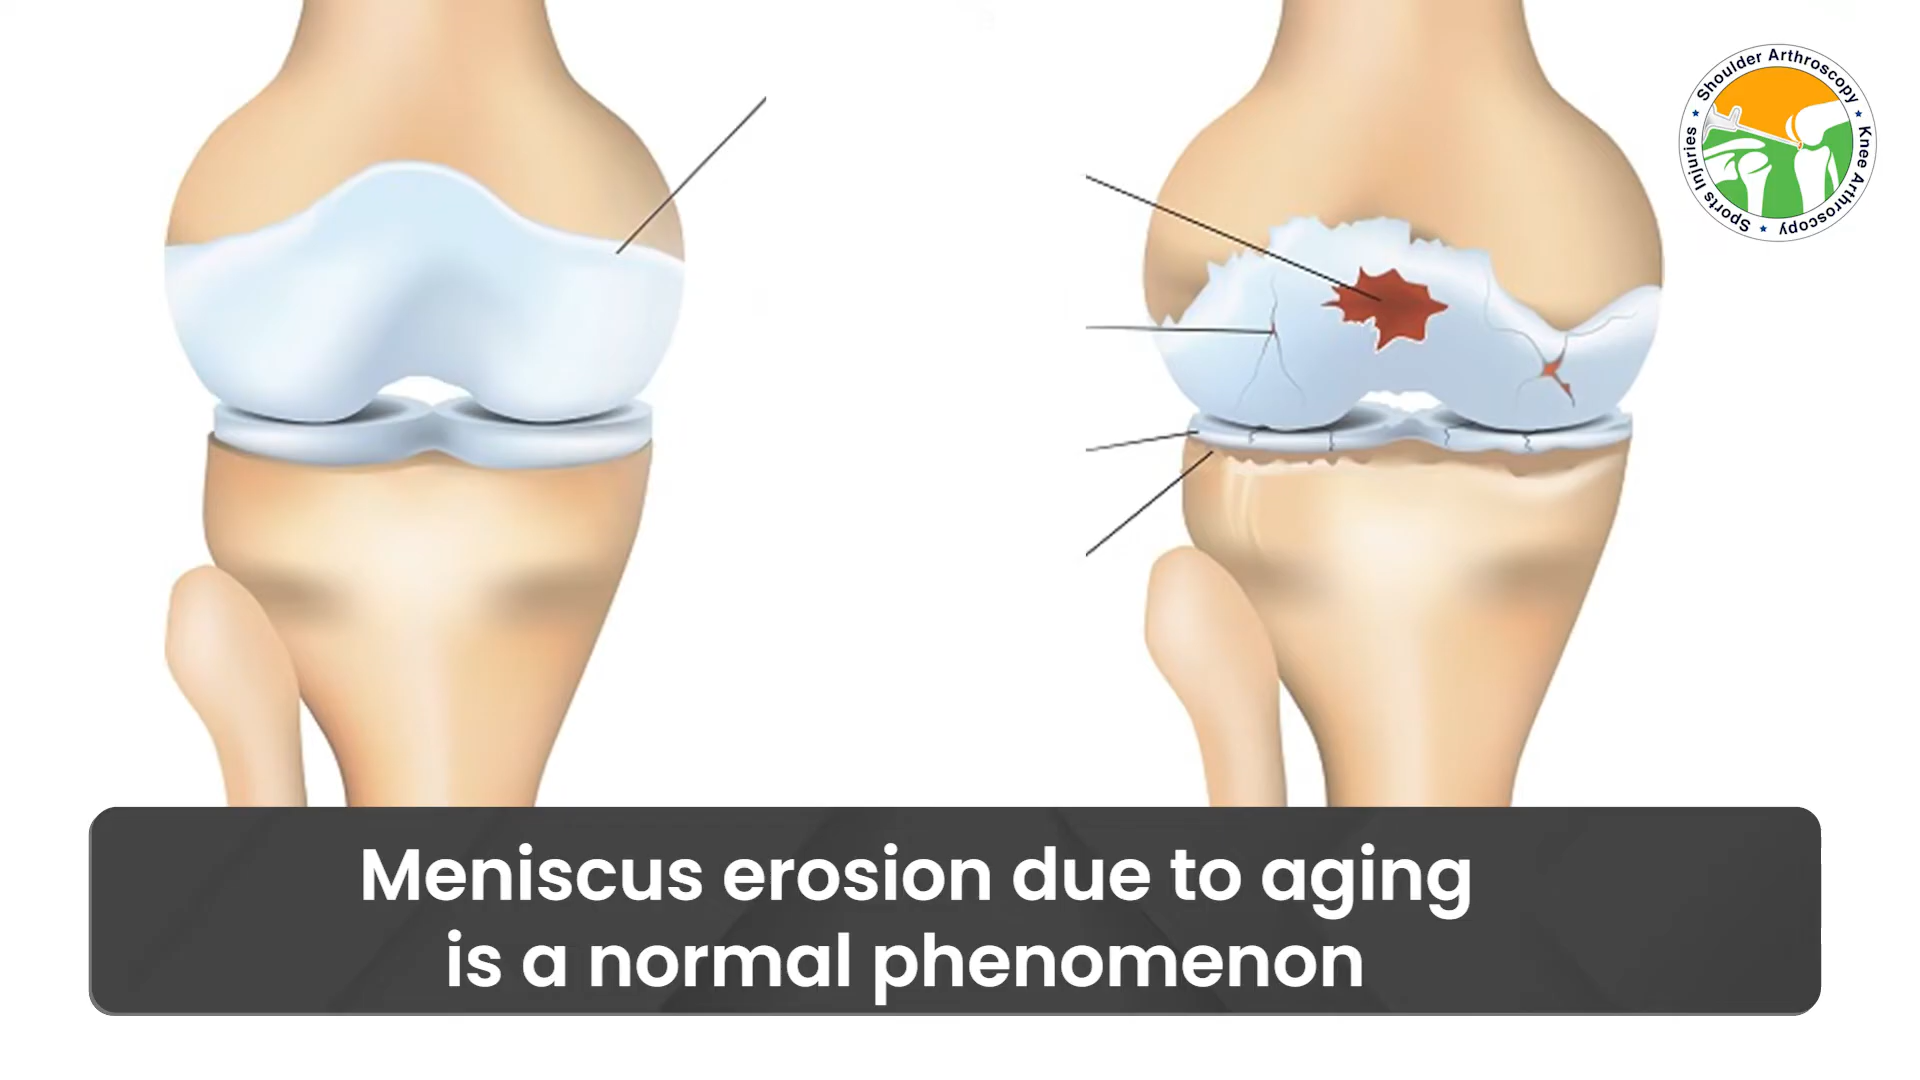 Shoulder Arthroscopy
Knee Arthroscopy
Sports Injuries
Meniscus erosion due to aging
is a normal phenomenon